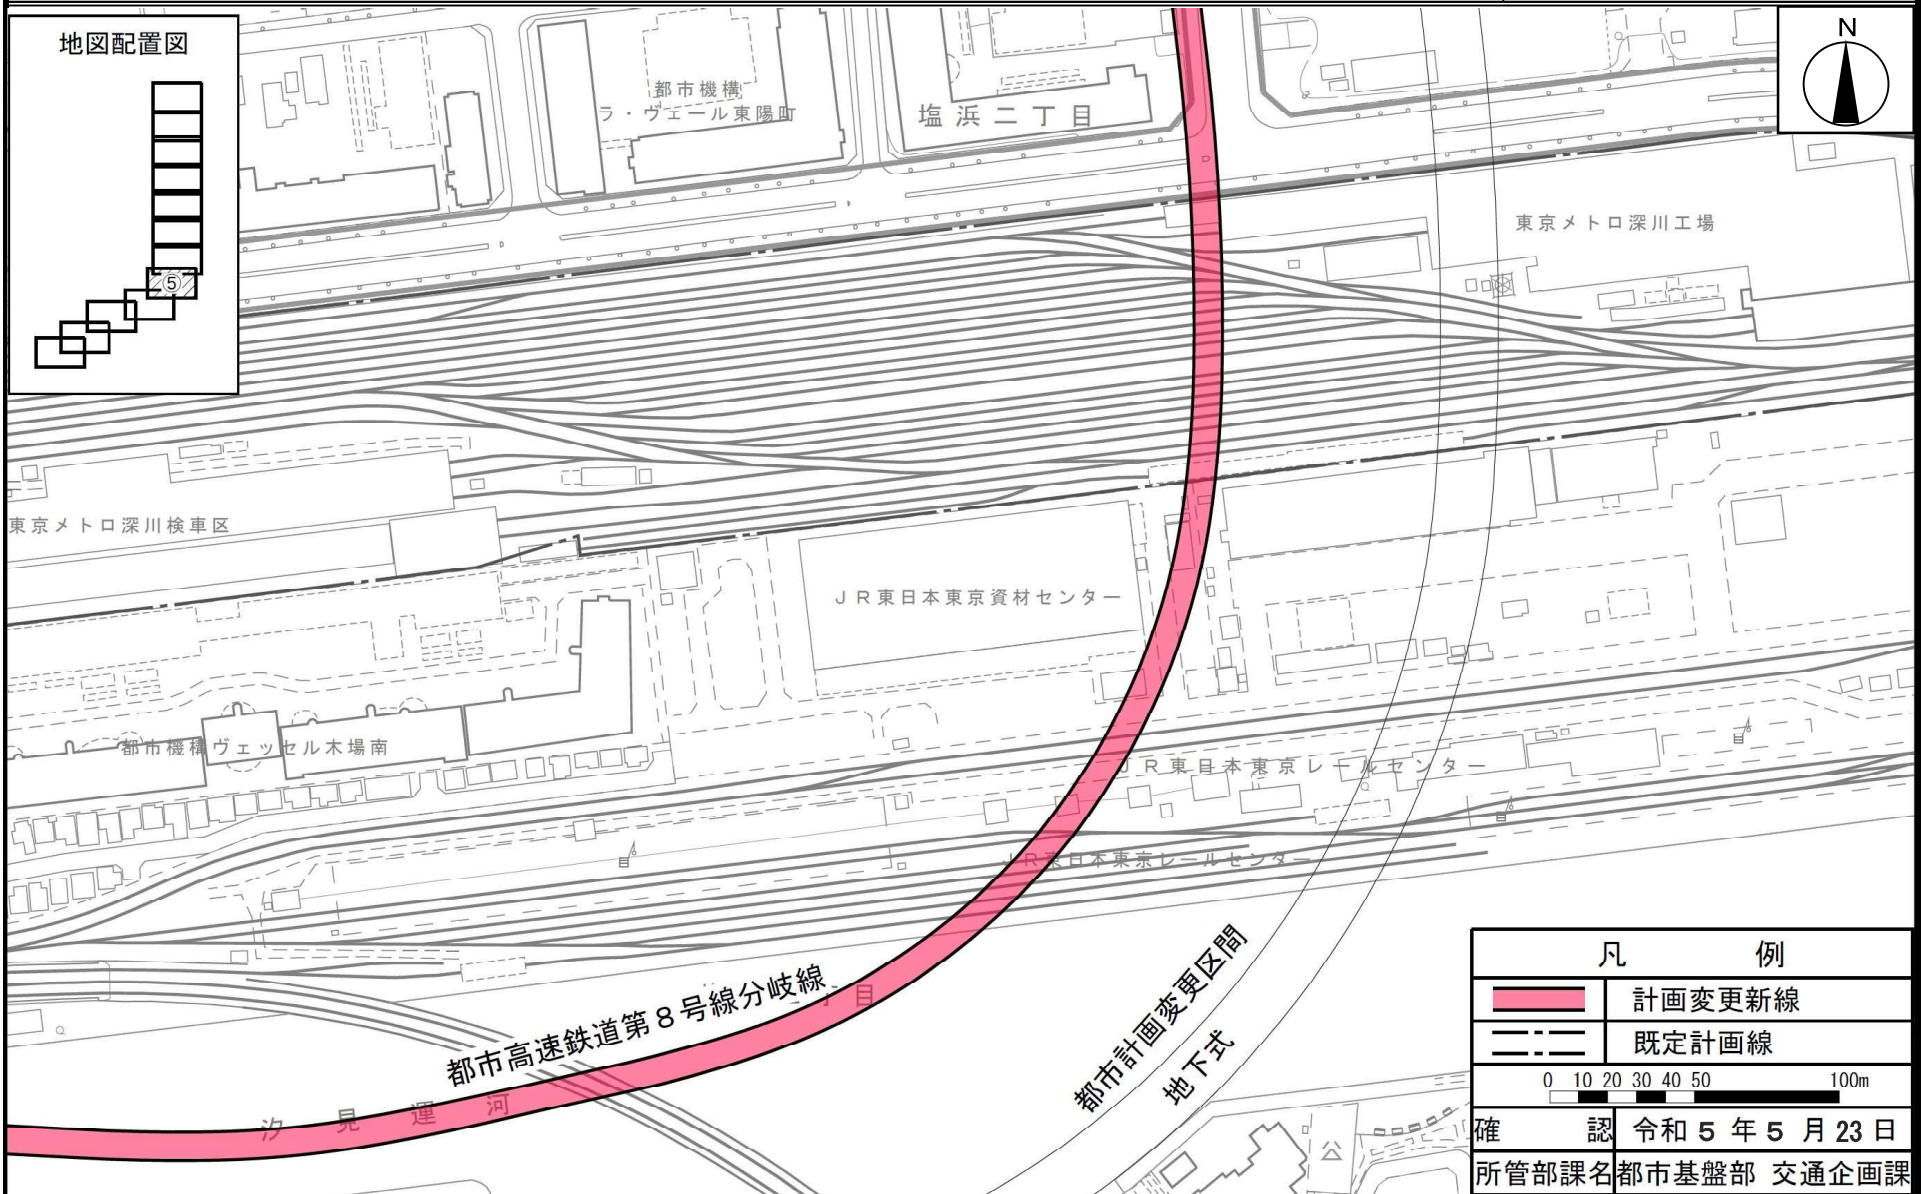 地図配置図
⑤
N
都市機構
ラ・ヴェール東陽町
塩浜二丁目
東京メトロ深川工場
東京メトロ深川検車区
JR東日本東京資材センター
都市機構ヴェッセル木場南
JR東日本東京レールセンター
JR東日本東京レールセンター
丁目
都市高速鉄道第8号線分岐線
汐見運河
都市計画変更区間
地下式
公
凡例
計画変更新線
既定計画線
0 10 20 30 40 50 100m
確認 令和5年5月23日
所管部課名 都市基盤部 交通企画課